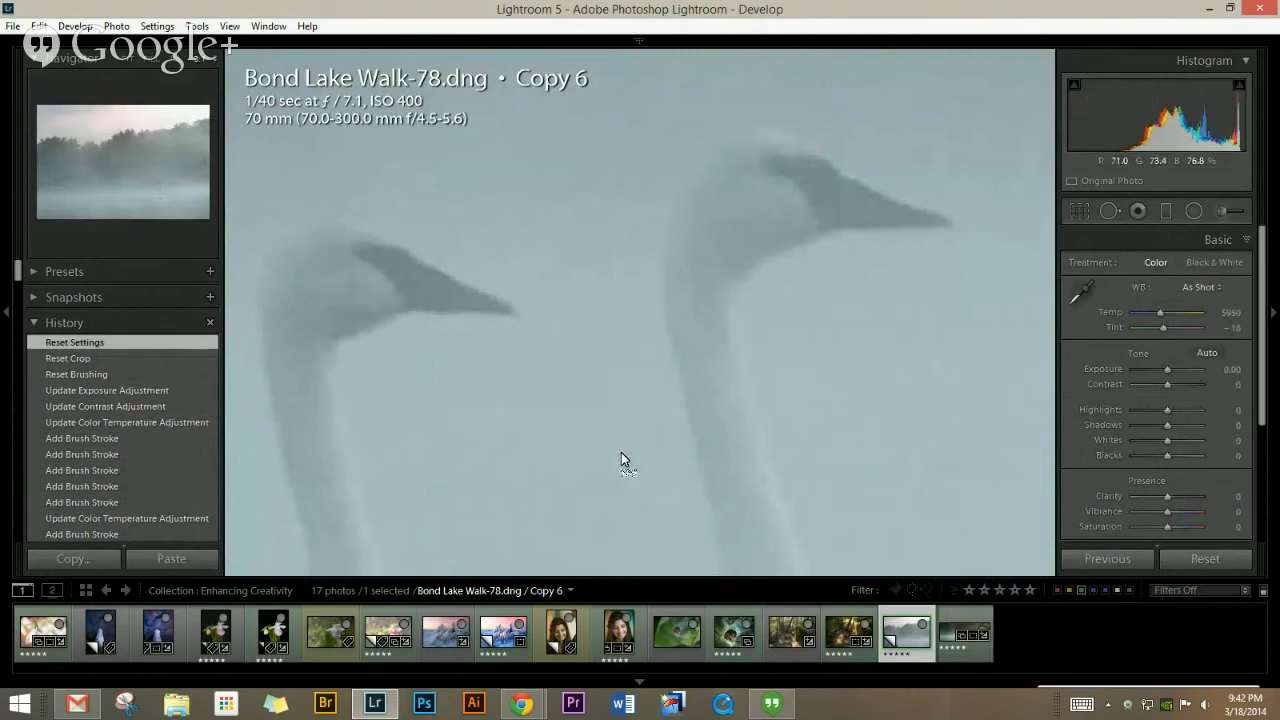 Lr Lightroom 5 - Adobe Photoshop Lightroom - Develop
File Edit Develop Photo Settings Tools View Window Help
Google+
Navigator
Bond Lake Walk-78.dng • Copy 6
1/40 sec at ƒ / 7.1, ISO 400
70 mm (70.0-300.0 mm f/4.5-5.6)
Presets
Snapshots
History
Reset Settings
Reset Crop
Reset Brushing
Update Exposure Adjustment
Update Contrast Adjustment
Update Color Temperature Adjustment
Add Brush Stroke
Add Brush Stroke
Add Brush Stroke
Add Brush Stroke
Add Brush Stroke
Update Color Temperature Adjustment
Add Brush Stroke
Copy... Paste
Histogram
R 71.0 G 73.4 B 76.8 %
Original Photo
Basic
Treatment : Color Black & White
WB : As Shot
Temp 5950
Tint – 18
Tone Auto
Exposure 0.00
Contrast 0
Highlights 0
Shadows 0
Whites 0
Blacks 0
Presence
Clarity 0
Vibrance 0
Saturation 0
Previous Reset
1 2 Collection : Enhancing Creativity 17 photos /1 selected /Bond Lake Walk-78.dng / Copy 6 Filter : Filters Off
Br Lr Ps Ai Pr
9:42 PM
3/18/2014